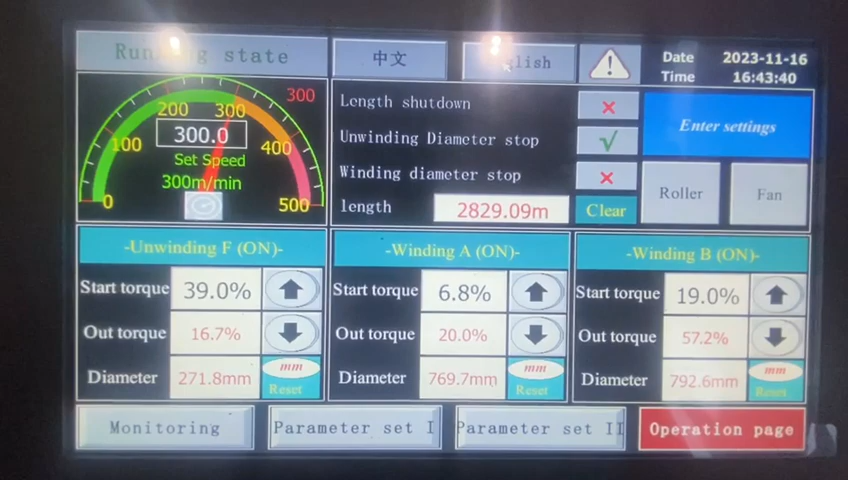 Running state
中文
English
Date 2023-11-16
Time 16:43:40
0
100
200
300
400
500
300
300.0
Set Speed
300m/min
Length shutdown
Unwinding Diameter stop
Winding diameter stop
length 2829.09m Clear
Enter settings
Roller
Fan
-Unwinding F (ON)-
Start torque 39.0%
Out torque 16.7%
Diameter 271.8mm
mm
Reset
-Winding A (ON)-
Start torque 6.8%
Out torque 20.0%
Diameter 769.7mm
mm
Reset
-Winding B (ON)-
Start torque 19.0%
Out torque 57.2%
Diameter 792.6mm
mm
Reset
Monitoring
Parameter set I
Parameter set II
Operation page